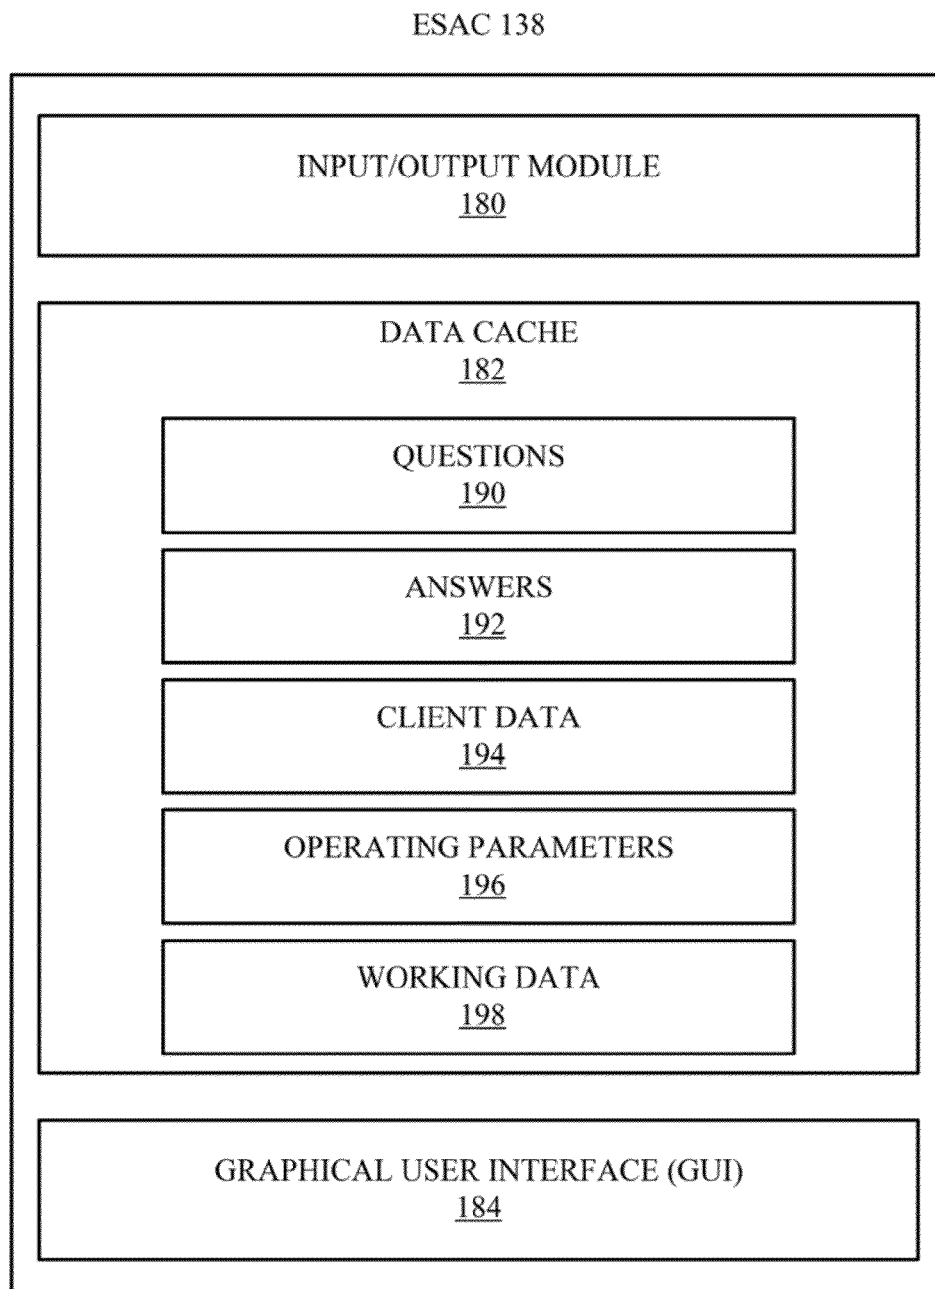 ESAC 138
INPUT/OUTPUT MODULE
180
DATA CACHE
182
QUESTIONS
190
ANSWERS
192
CLIENT DATA
194
OPERATING PARAMETERS
196
WORKING DATA
198
GRAPHICAL USER INTERFACE (GUI)
184